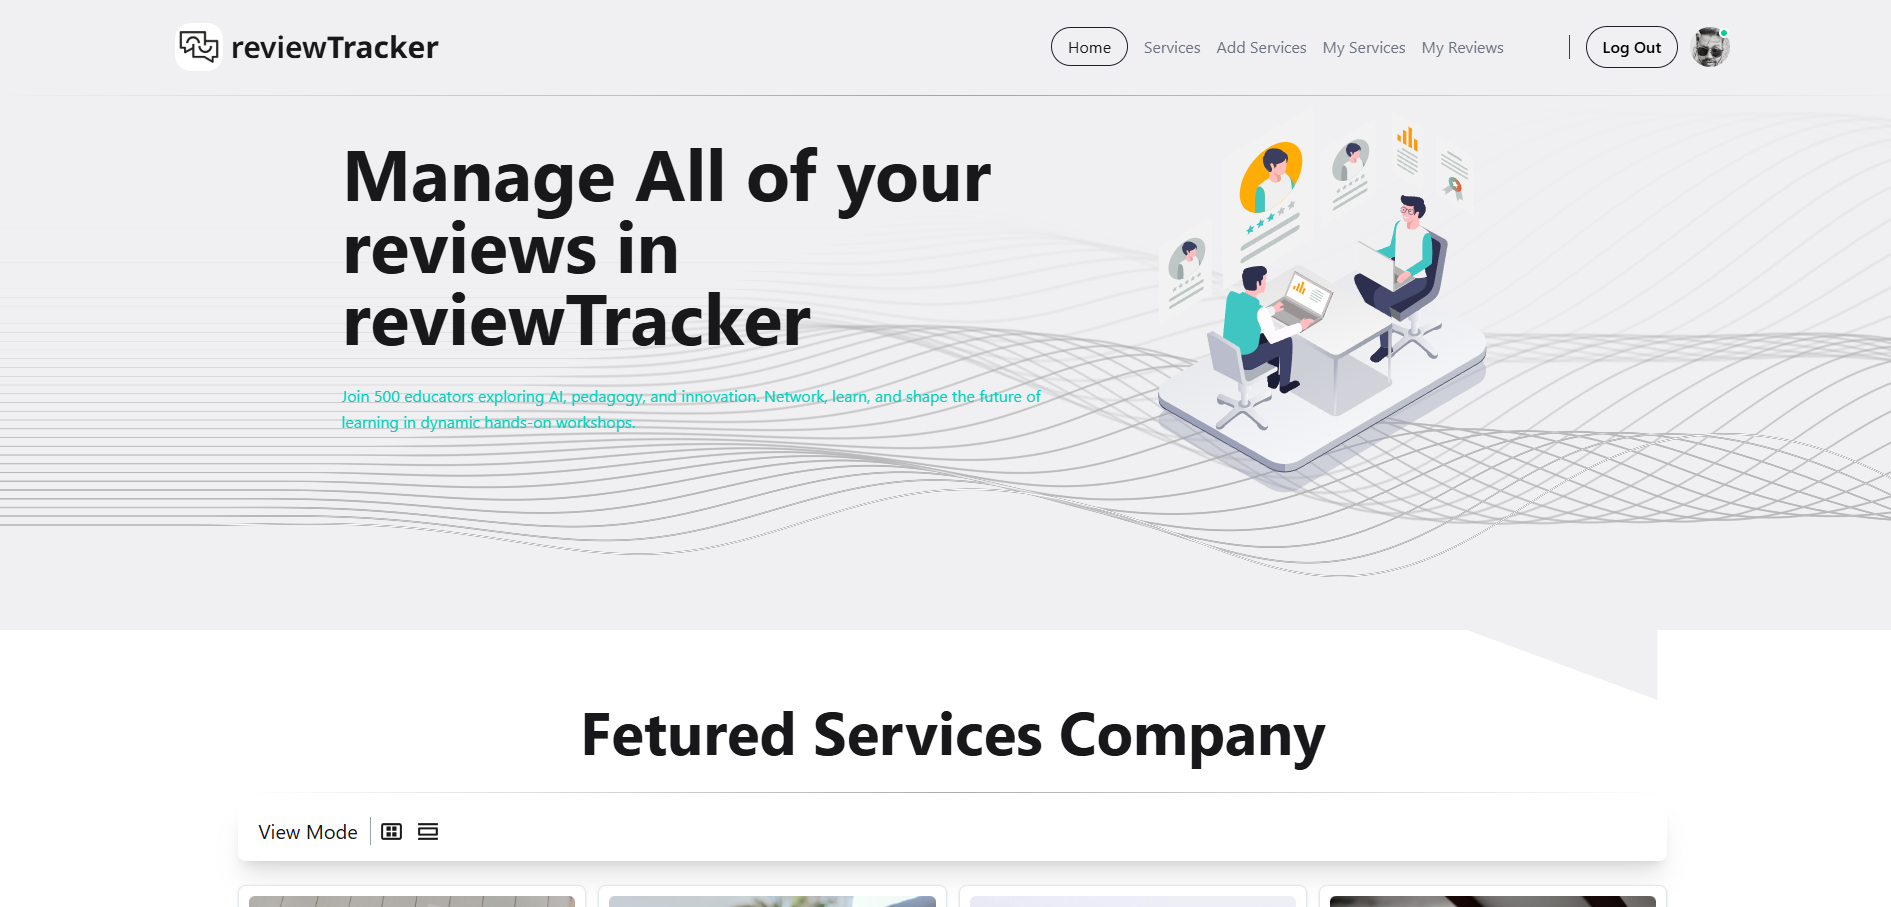 reviewTracker
Home
Services
Add Services
My Services
My Reviews
Log Out
Manage All of your
reviews in
reviewTracker
Join 500 educators exploring AI, pedagogy, and innovation. Network, learn, and shape the future of
learning in dynamic hands-on workshops.
Fetured Services Company
View Mode